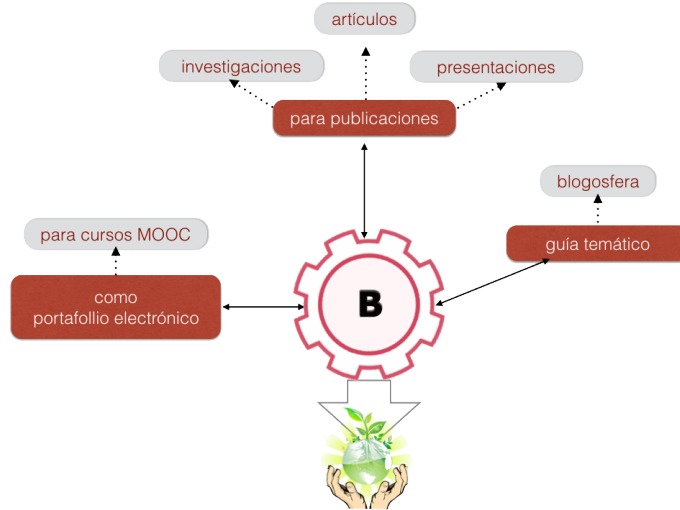 artículos
investigaciones
presentaciones
para publicaciones
blogosfera
para cursos MOOC
guía temático
como
portafollio electrónico
B